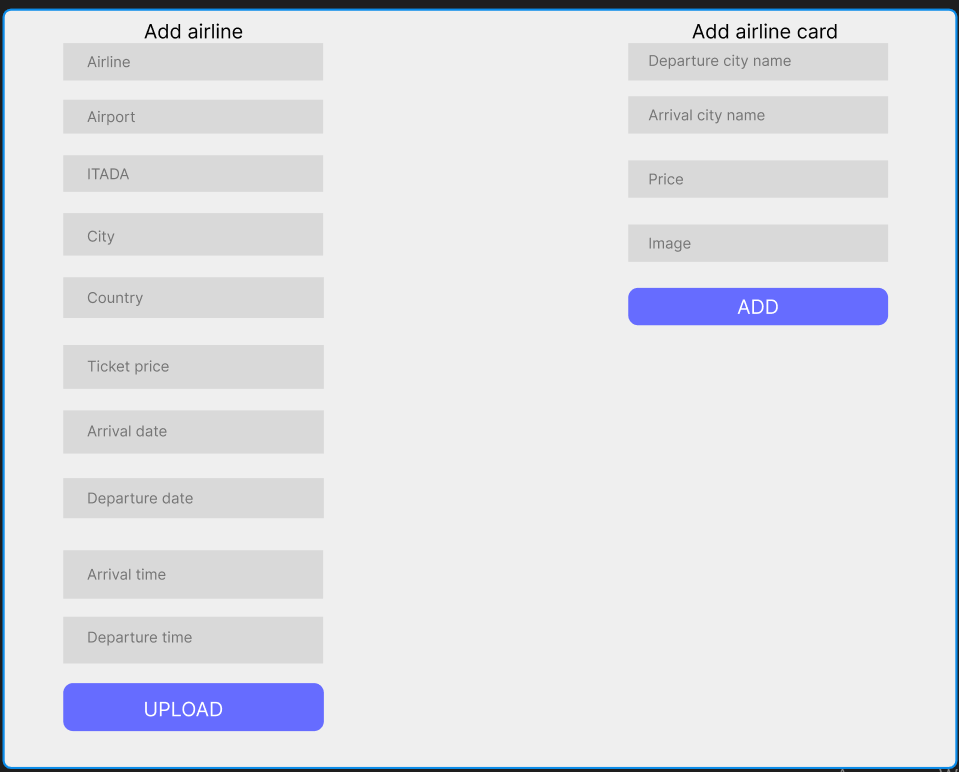 Add airline
Airline
Airport
ITADA
City
Country
Ticket price
Arrival date
Departure date
Arrival time
Departure time
UPLOAD
Add airline card
Departure city name
Arrival city name
Price
Image
ADD